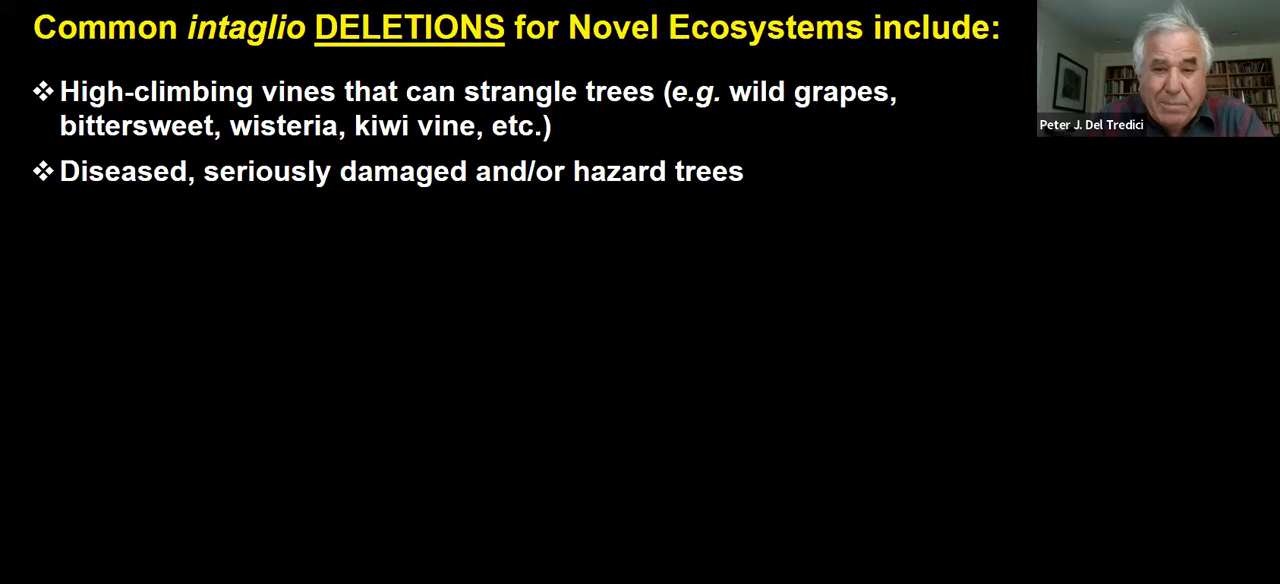 Common intaglio DELETIONS for Novel Ecosystems include:
❖ High-climbing vines that can strangle trees (e.g. wild grapes,
bittersweet, wisteria, kiwi vine, etc.)
❖ Diseased, seriously damaged and/or hazard trees
Peter J. Del Tredici